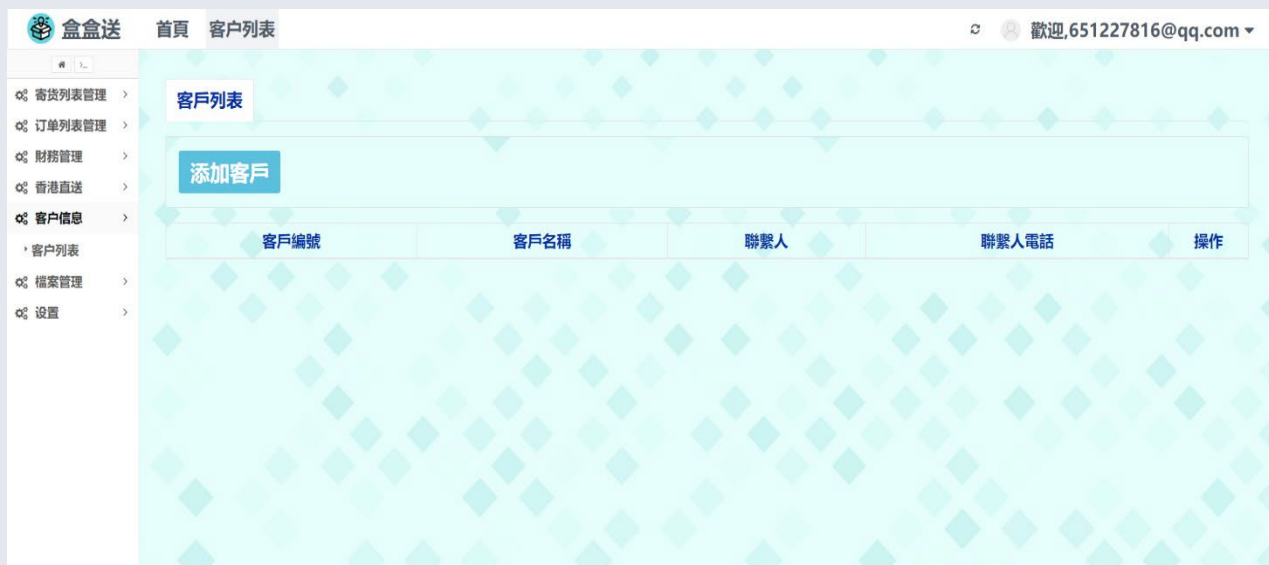 盒盒送 首頁 客户列表 歡迎,651227816@qq.com
寄货列表管理
订单列表管理
財務管理
香港直送
客户信息
客户列表
檔案管理
设置
客戶列表
添加客戶
客戶編號 客戶名稱 聯繫人 聯繫人電話 操作